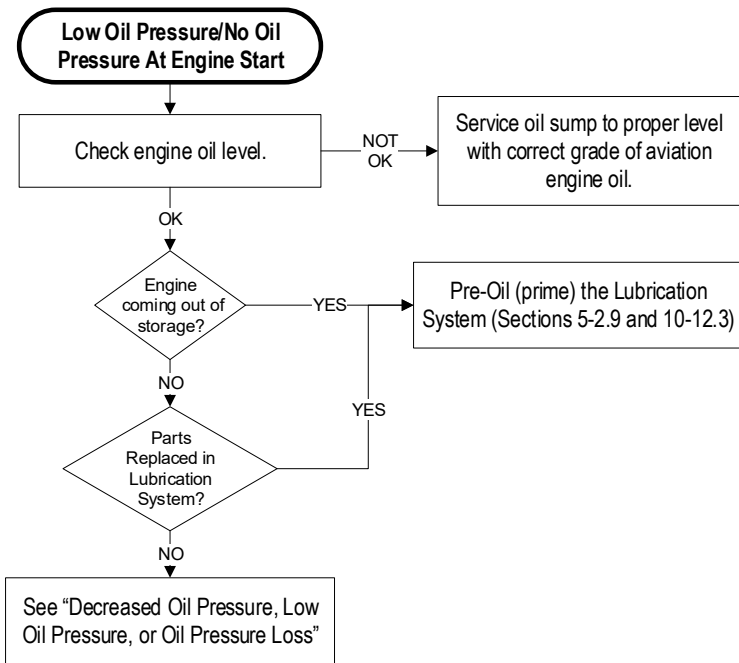 Low Oil Pressure/No Oil
Pressure At Engine Start
Check engine oil level.
NOT
OK
Service oil sump to proper level
with correct grade of aviation
engine oil.
OK
Engine
coming out of
storage?
YES
Pre-Oil (prime) the Lubrication
System (Sections 5-2.9 and 10-12.3)
NO
YES
Parts
Replaced in
Lubrication
System?
NO
See “Decreased Oil Pressure, Low
Oil Pressure, or Oil Pressure Loss”